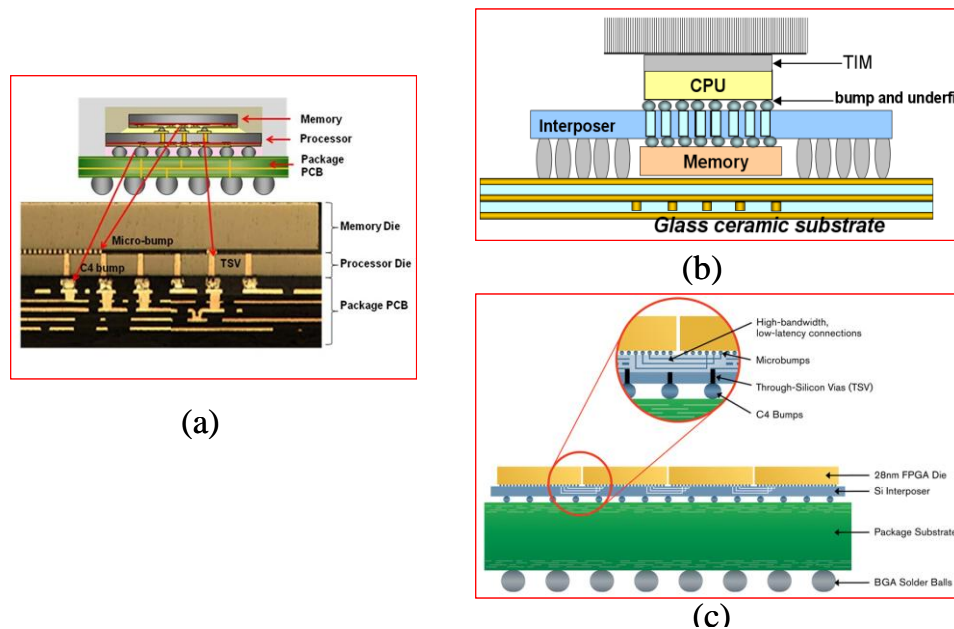 Memory
Processor
Package
PCB
Memory Die
Micro-bump
C4 bump
TSV
Processor Die
Package PCB
(a)
TIM
CPU
bump and underfi
Interposer
Memory
Glass ceramic substrate
(b)
High-bandwidth,
low-latency connections
Microbumps
Through-Silicon Vias (TSV)
C4 Bumps
28nm FPGA Die
Si Interposer
Package Substrate
BGA Solder Balls
(c)